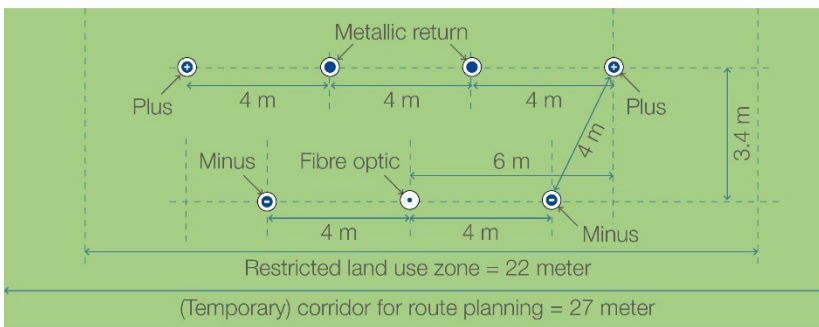 Metallic return
Plus
4 m
4 m
4 m
Plus
4 m
3.4 m
Minus
Fibre optic
6 m
4 m
4 m
Minus
Restricted land use zone = 22 meter
(Temporary) corridor for route planning = 27 meter